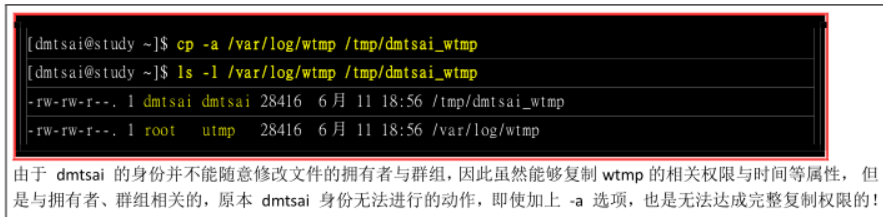 [dmtsai@study ~]$ cp -a /var/log/wtmp /tmp/dmtsai_wtmp
[dmtsai@study ~]$ ls -l /var/log/wtmp /tmp/dmtsai_wtmp
-rw-rw-r--. 1 dmtsai dmtsai 28416 6月 11 18:56 /tmp/dmtsai_wtmp
-rw-rw-r--. 1 root utmp 28416 6月 11 18:56 /var/log/wtmp
由于 dmtsai 的身份并不能随意修改文件的拥有者与群组,因此虽然能够复制 wtmp 的相关权限与时间等属性, 但
是与拥有者、群组相关的,原本 dmtsai 身份无法进行的动作,即使加上 -a 选项,也是无法达成完整复制权限的!